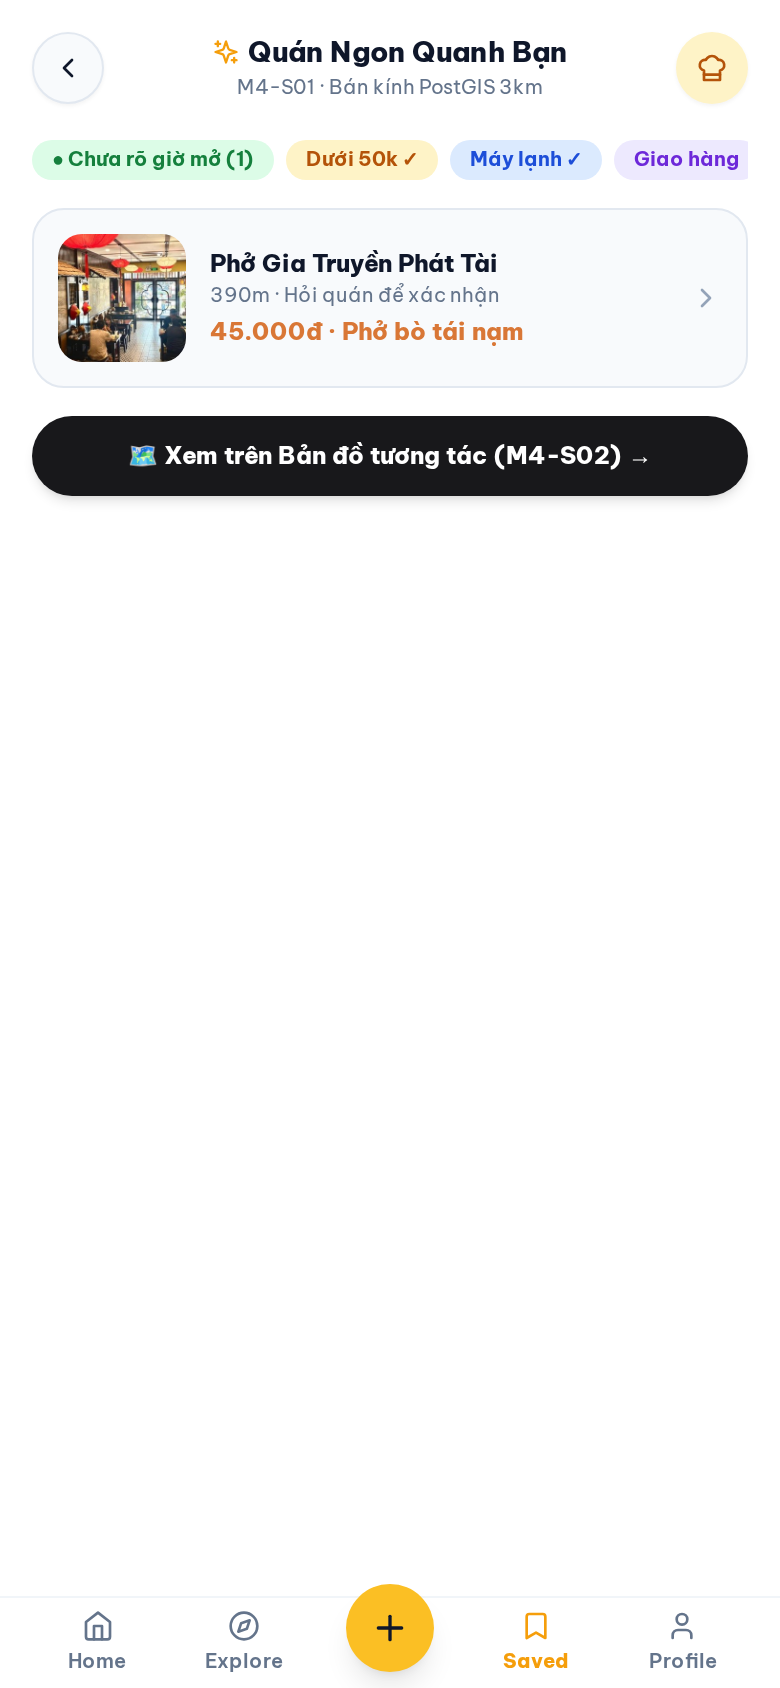 Quán Ngon Quanh Bạn
M4-S01 · Bán kính PostGIS 3km
● Chưa rõ giờ mở (1)
Dưới 50k ✓
Máy lạnh ✓
Giao hàng
Phở Gia Truyền Phát Tài
390m · Hỏi quán để xác nhận
45.000đ · Phở bò tái nạm
🗺️ Xem trên Bản đồ tương tác (M4-S02) →
Home
Explore
Saved
Profile